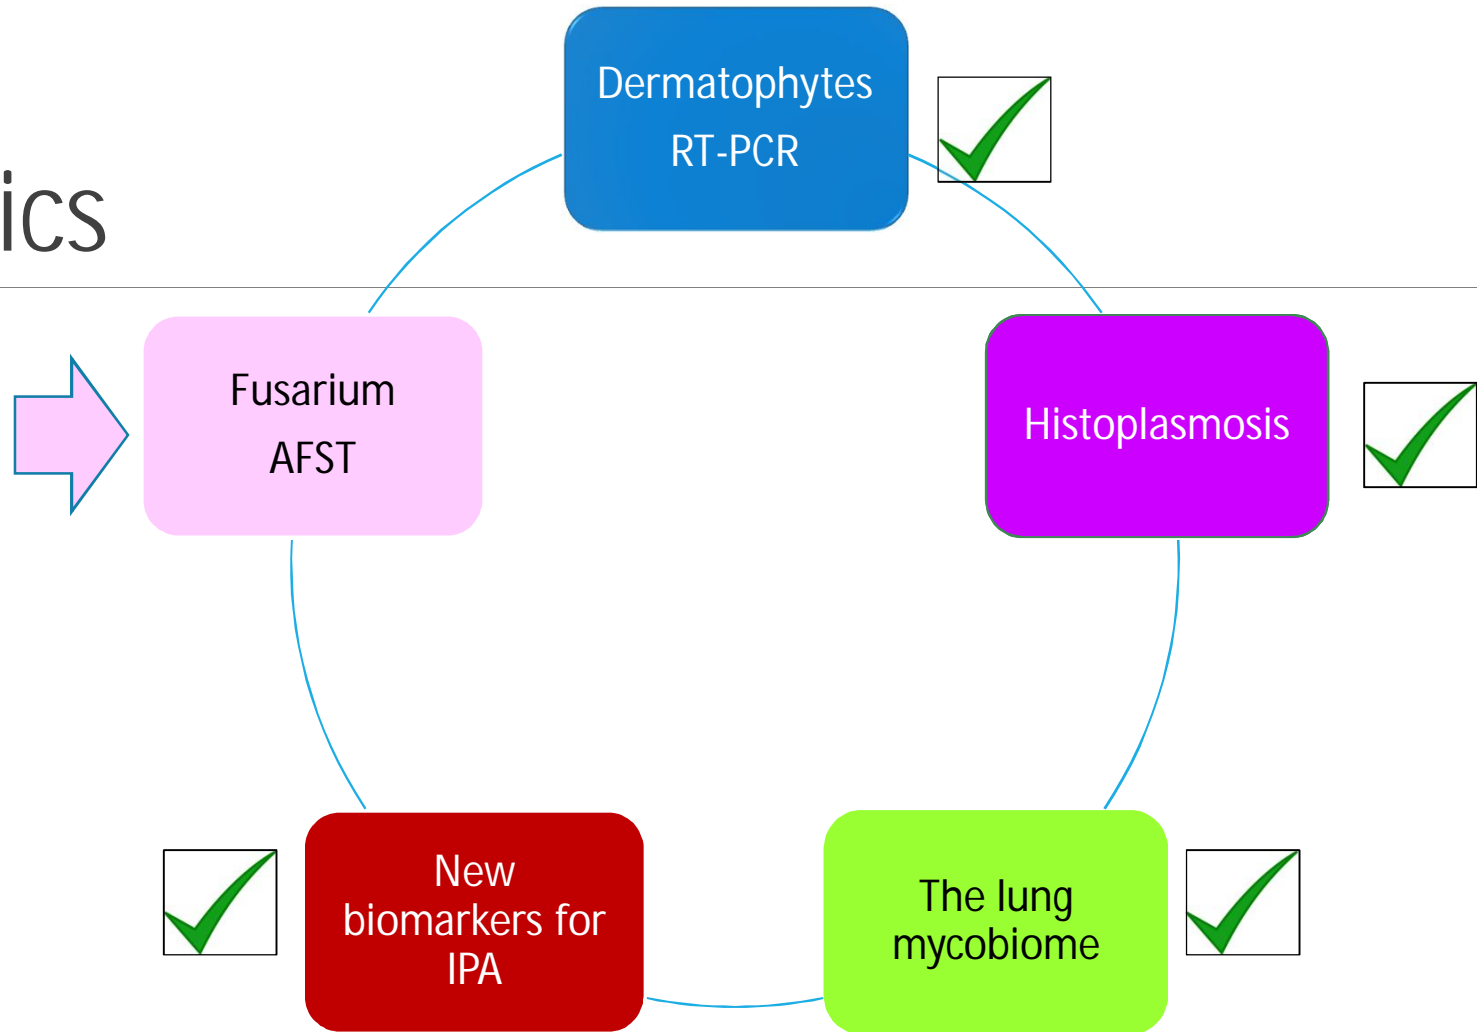 ics
Dermatophytes
RT-PCR
Histoplasmosis
The lung
mycobiome
New
biomarkers for
IPA
Fusarium
AFST